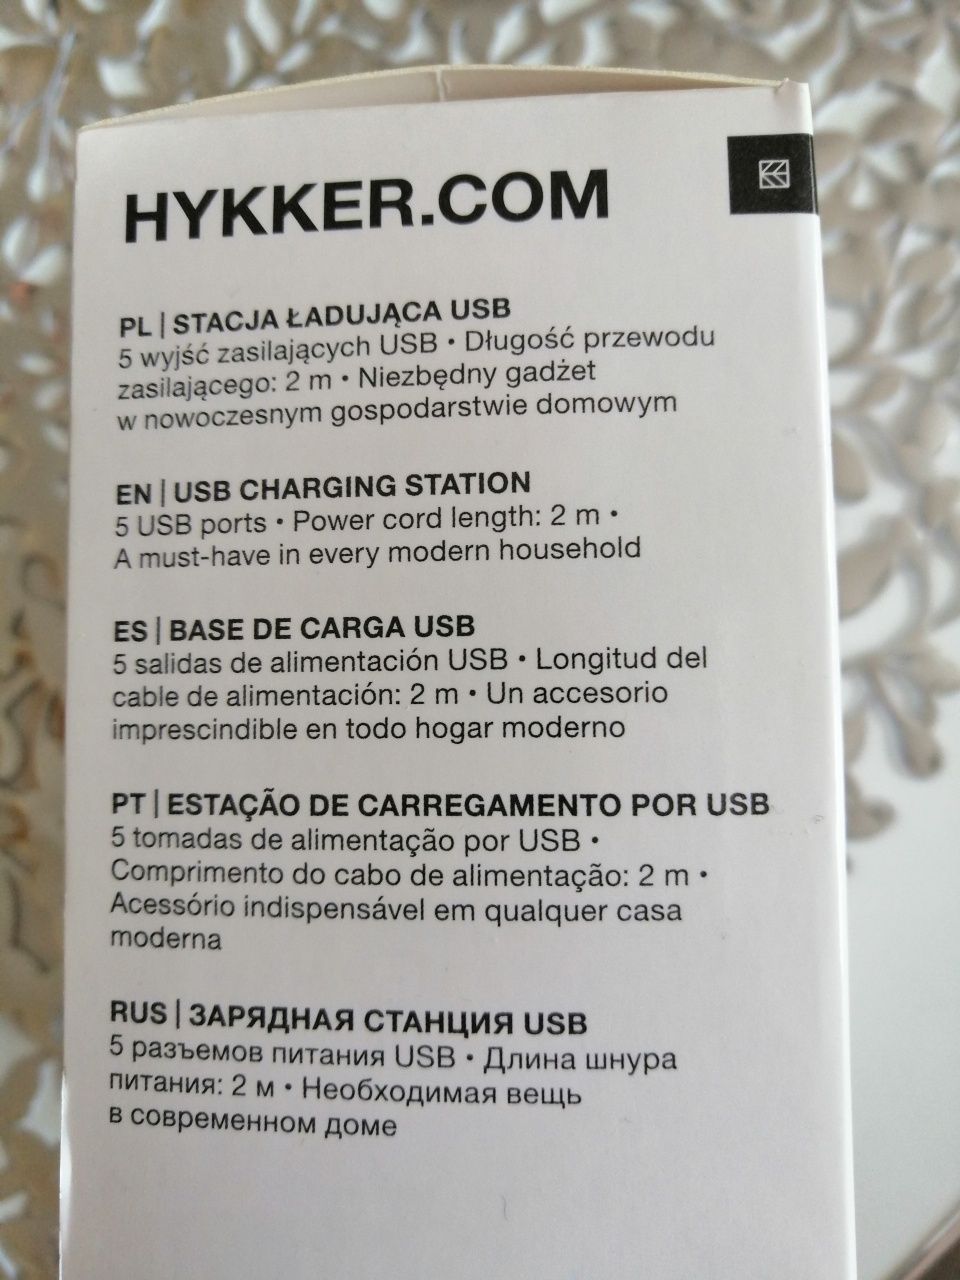 HYKKER.COM
PL | STACJA ŁADUJĄCA USB
5 wyjść zasilających USB • Długość przewodu
zasilającego: 2 m • Niezbędny gadżet
w nowoczesnym gospodarstwie domowym
EN | USB CHARGING STATION
5 USB ports • Power cord length: 2 m •
A must-have in every modern household
ES | BASE DE CARGA USB
5 salidas de alimentación USB • Longitud del
cable de alimentación: 2 m • Un accesorio
imprescindible en todo hogar moderno
PT | ESTAÇÃO DE CARREGAMENTO POR USB
5 tomadas de alimentação por USB •
Comprimento do cabo de alimentação: 2 m •
Acessório indispensável em qualquer casa
moderna
RUS | ЗАРЯДНАЯ СТАНЦИЯ USB
5 разъемов питания USB • Длина шнура
питания: 2 м • Необходимая вещь
в современном доме